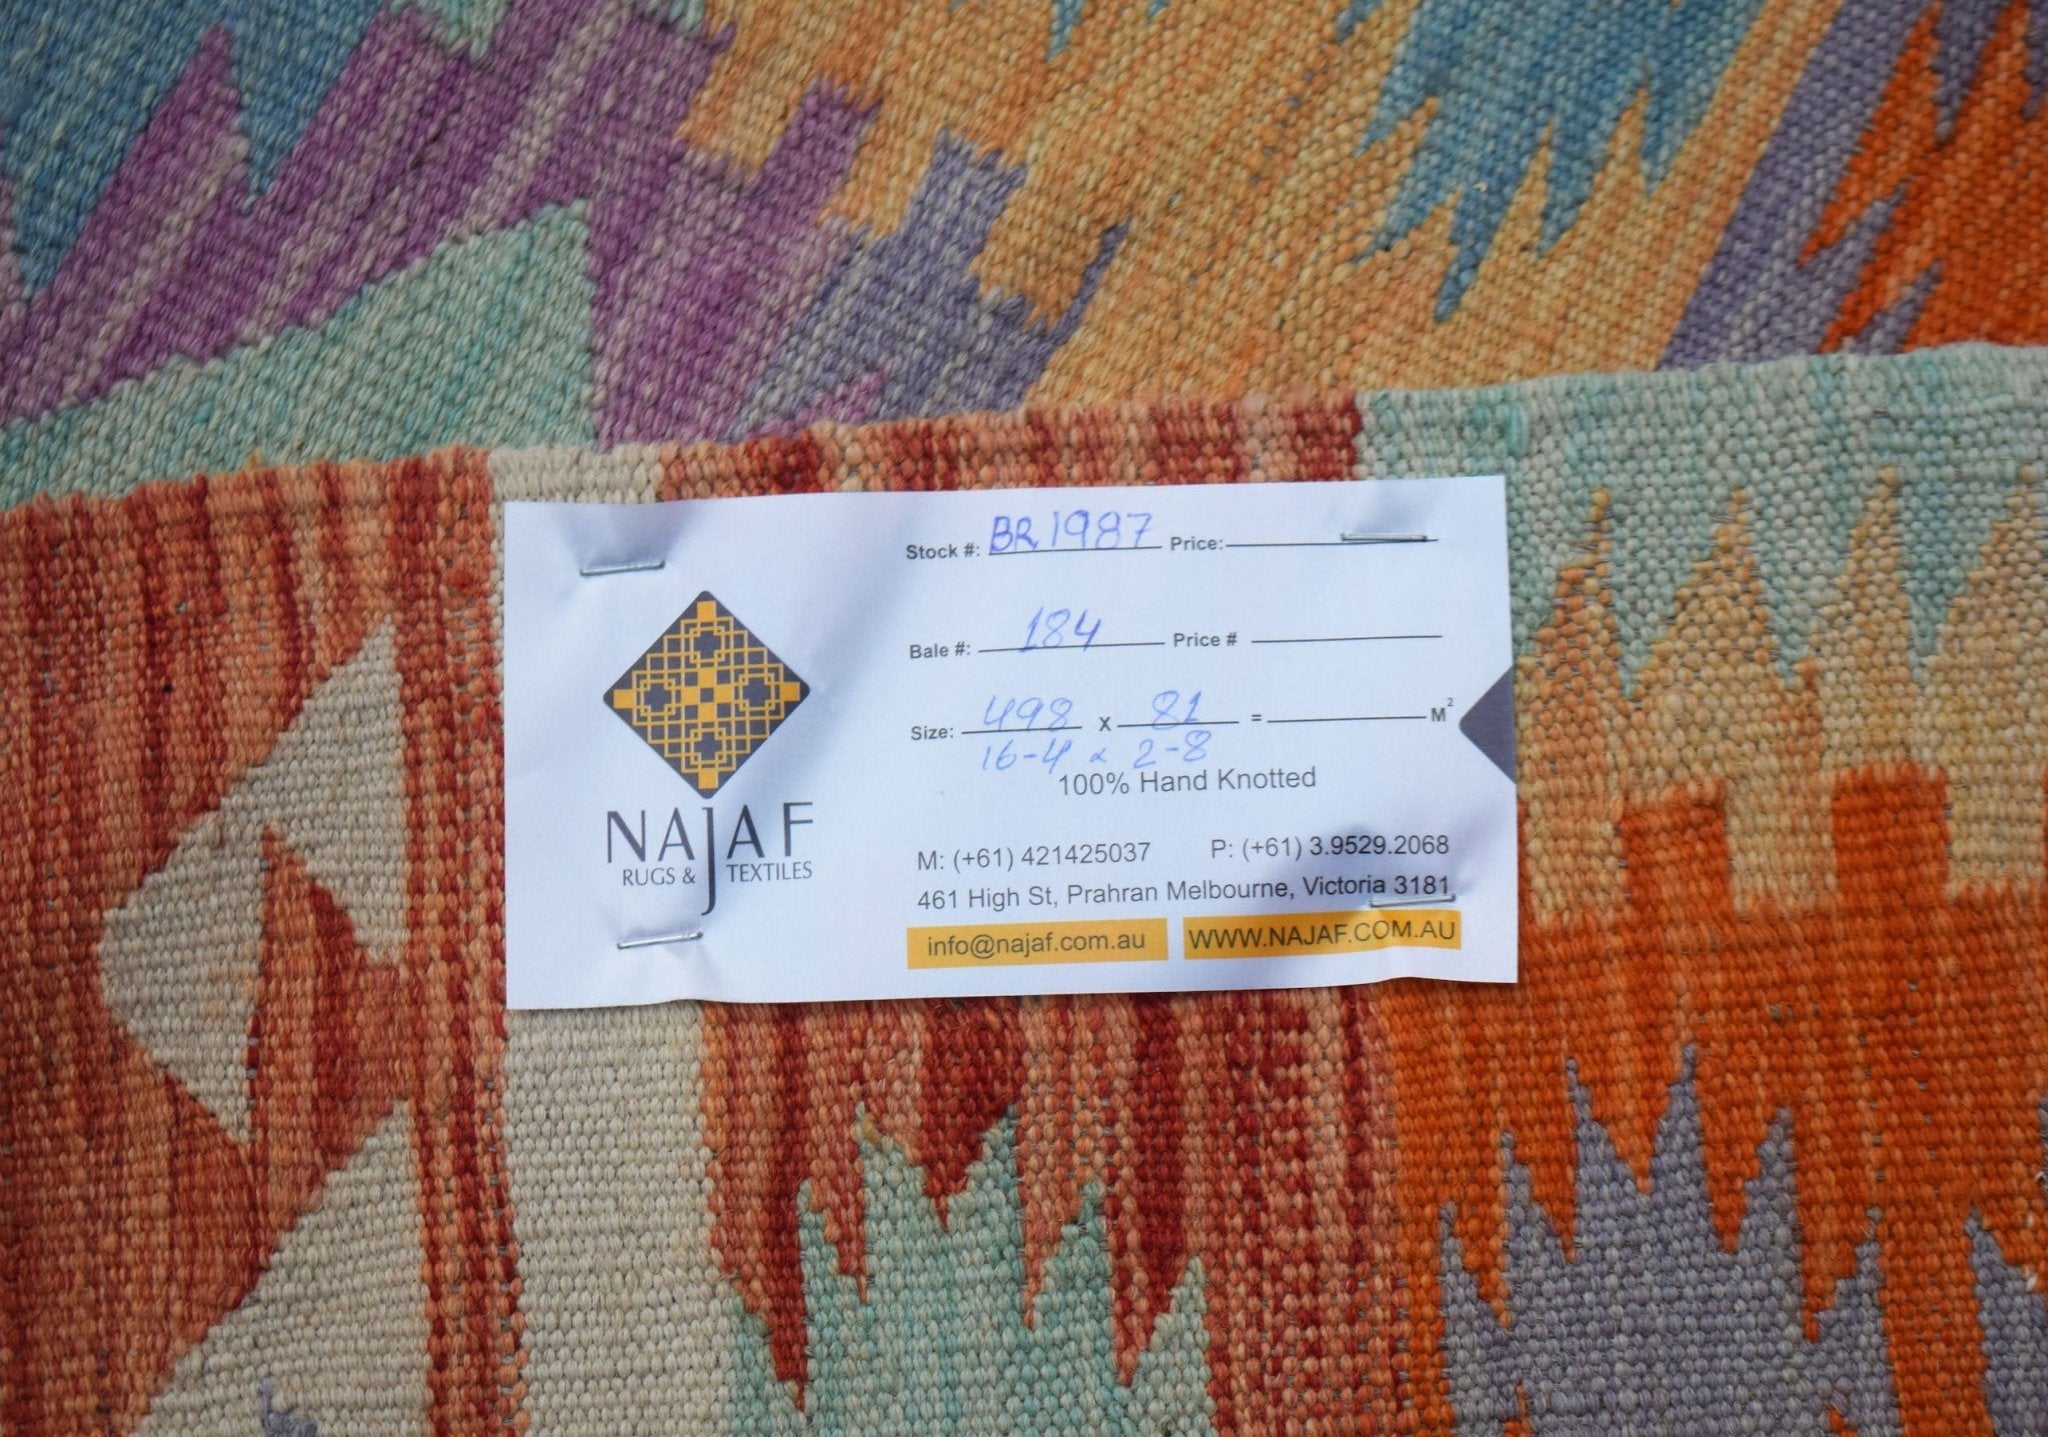 Stock #: BR1987 Price:
Bale #: 184 Price #
Size: 498 X 81 = M²
16-4 x 2-8
100% Hand Knotted
NAJAF
RUGS & TEXTILES
M: (+61) 421425037 P: (+61) 3.9529.2068
461 High St, Prahran Melbourne, Victoria 3181
info@najaf.com.au WWW.NAJAF.COM.AU